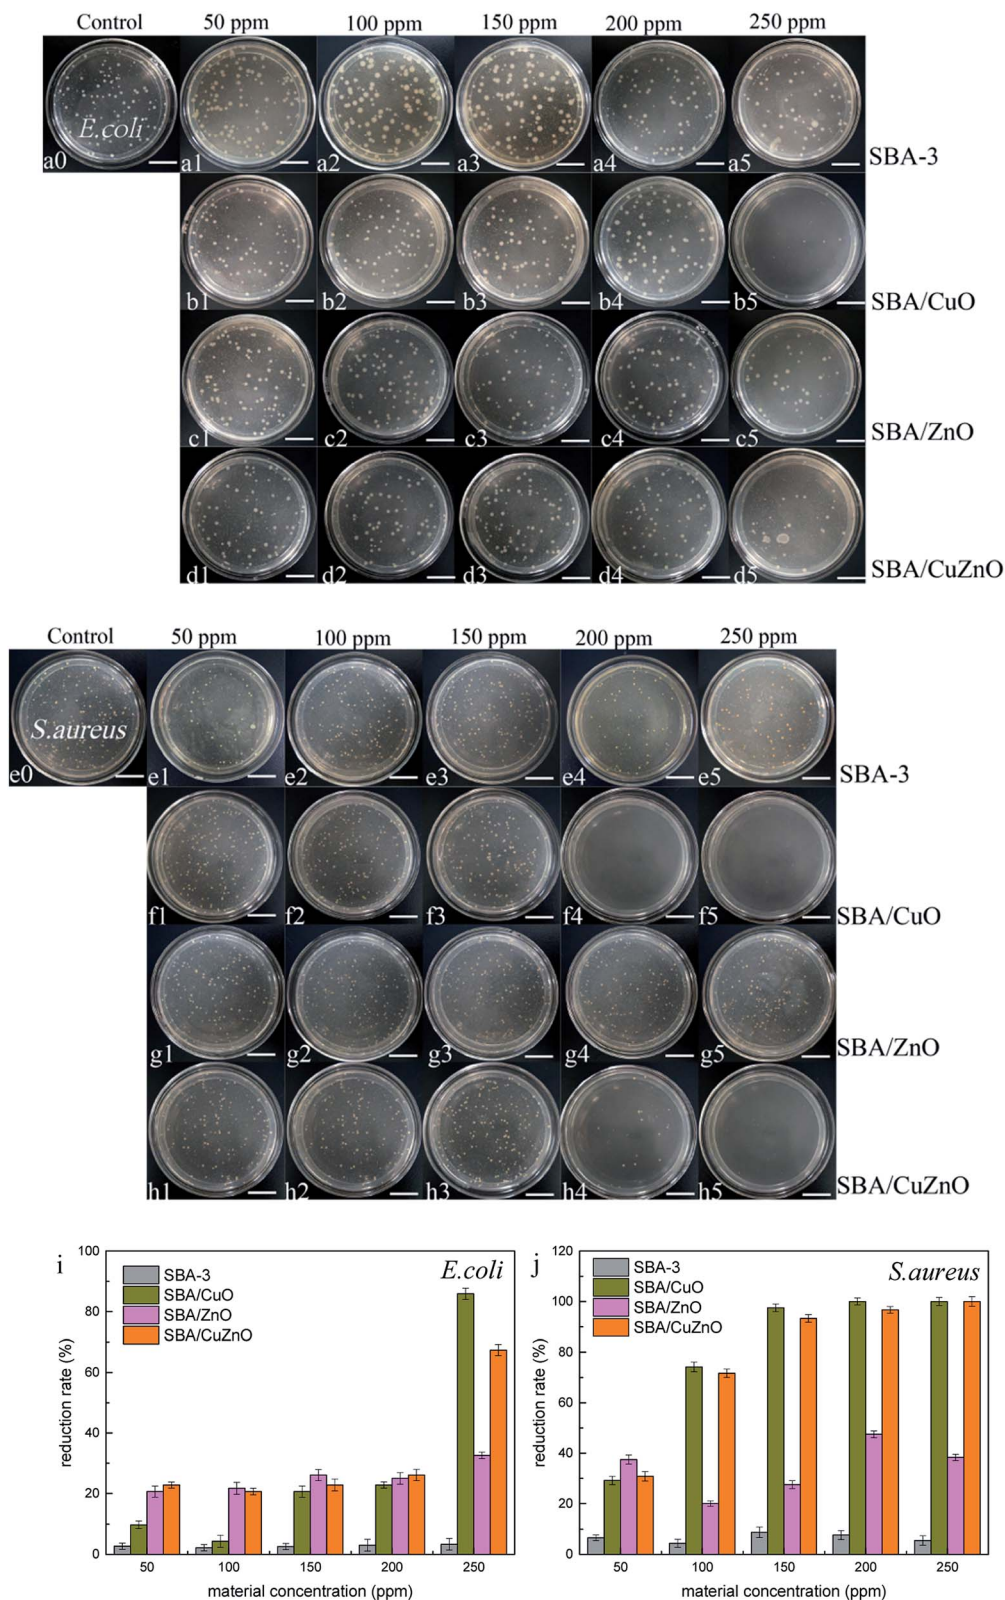 Control 50 ppm 100 ppm 150 ppm 200 ppm 250 ppm
E.coli
a0 a1 a2 a3 a4 a5 SBA-3
b1 b2 b3 b4 b5 SBA/CuO
c1 c2 c3 c4 c5 SBA/ZnO
d1 d2 d3 d4 d5 SBA/CuZnO
Control 50 ppm 100 ppm 150 ppm 200 ppm 250 ppm
S.aureus
e0 e1 e2 e3 e4 e5 SBA-3
f1 f2 f3 f4 f5 SBA/CuO
g1 g2 g3 g4 g5 SBA/ZnO
h1 h2 h3 h4 h5 SBA/CuZnO
i
E.coli
SBA-3
SBA/CuO
SBA/ZnO
SBA/CuZnO
reduction rate (%)
100
80
60
40
20
0
50 100 150 200 250
material concentration (ppm)
j
S.aureus
SBA-3
SBA/CuO
SBA/ZnO
SBA/CuZnO
reduction rate (%)
120
100
80
60
40
20
0
50 100 150 200 250
material concentration (ppm)